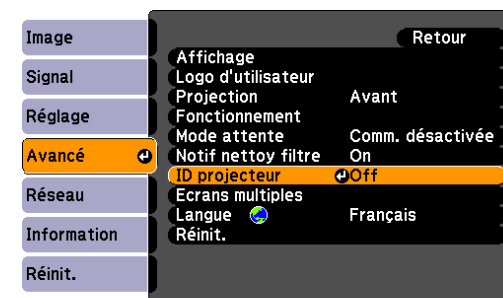 Image
Signal
Réglage
Avancé
Réseau
Information
Réinit.
Retour
Affichage
Logo d'utilisateur
Projection Avant
Fonctionnement
Mode attente Comm. désactivée
Notif nettoy filtre On
ID projecteur Off
Ecrans multiples
Langue Français
Réinit.